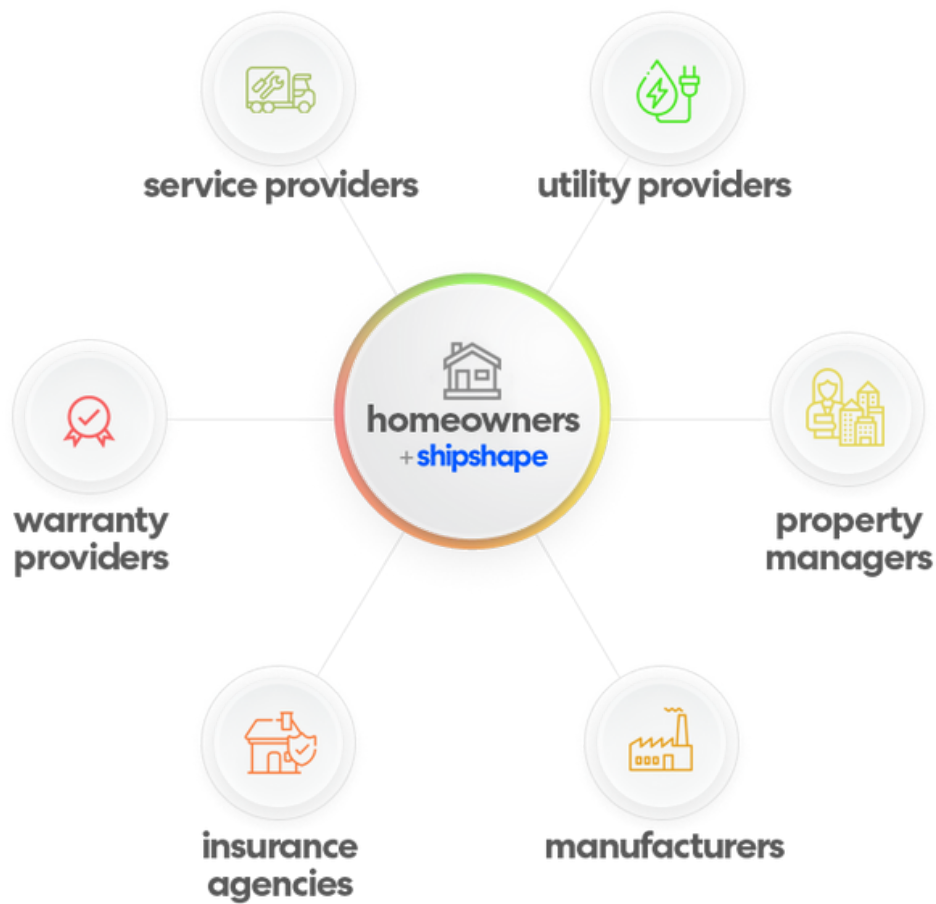 service providers
utility providers
homeowners
+shipshape
warranty
providers
property
managers
insurance
agencies
manufacturers